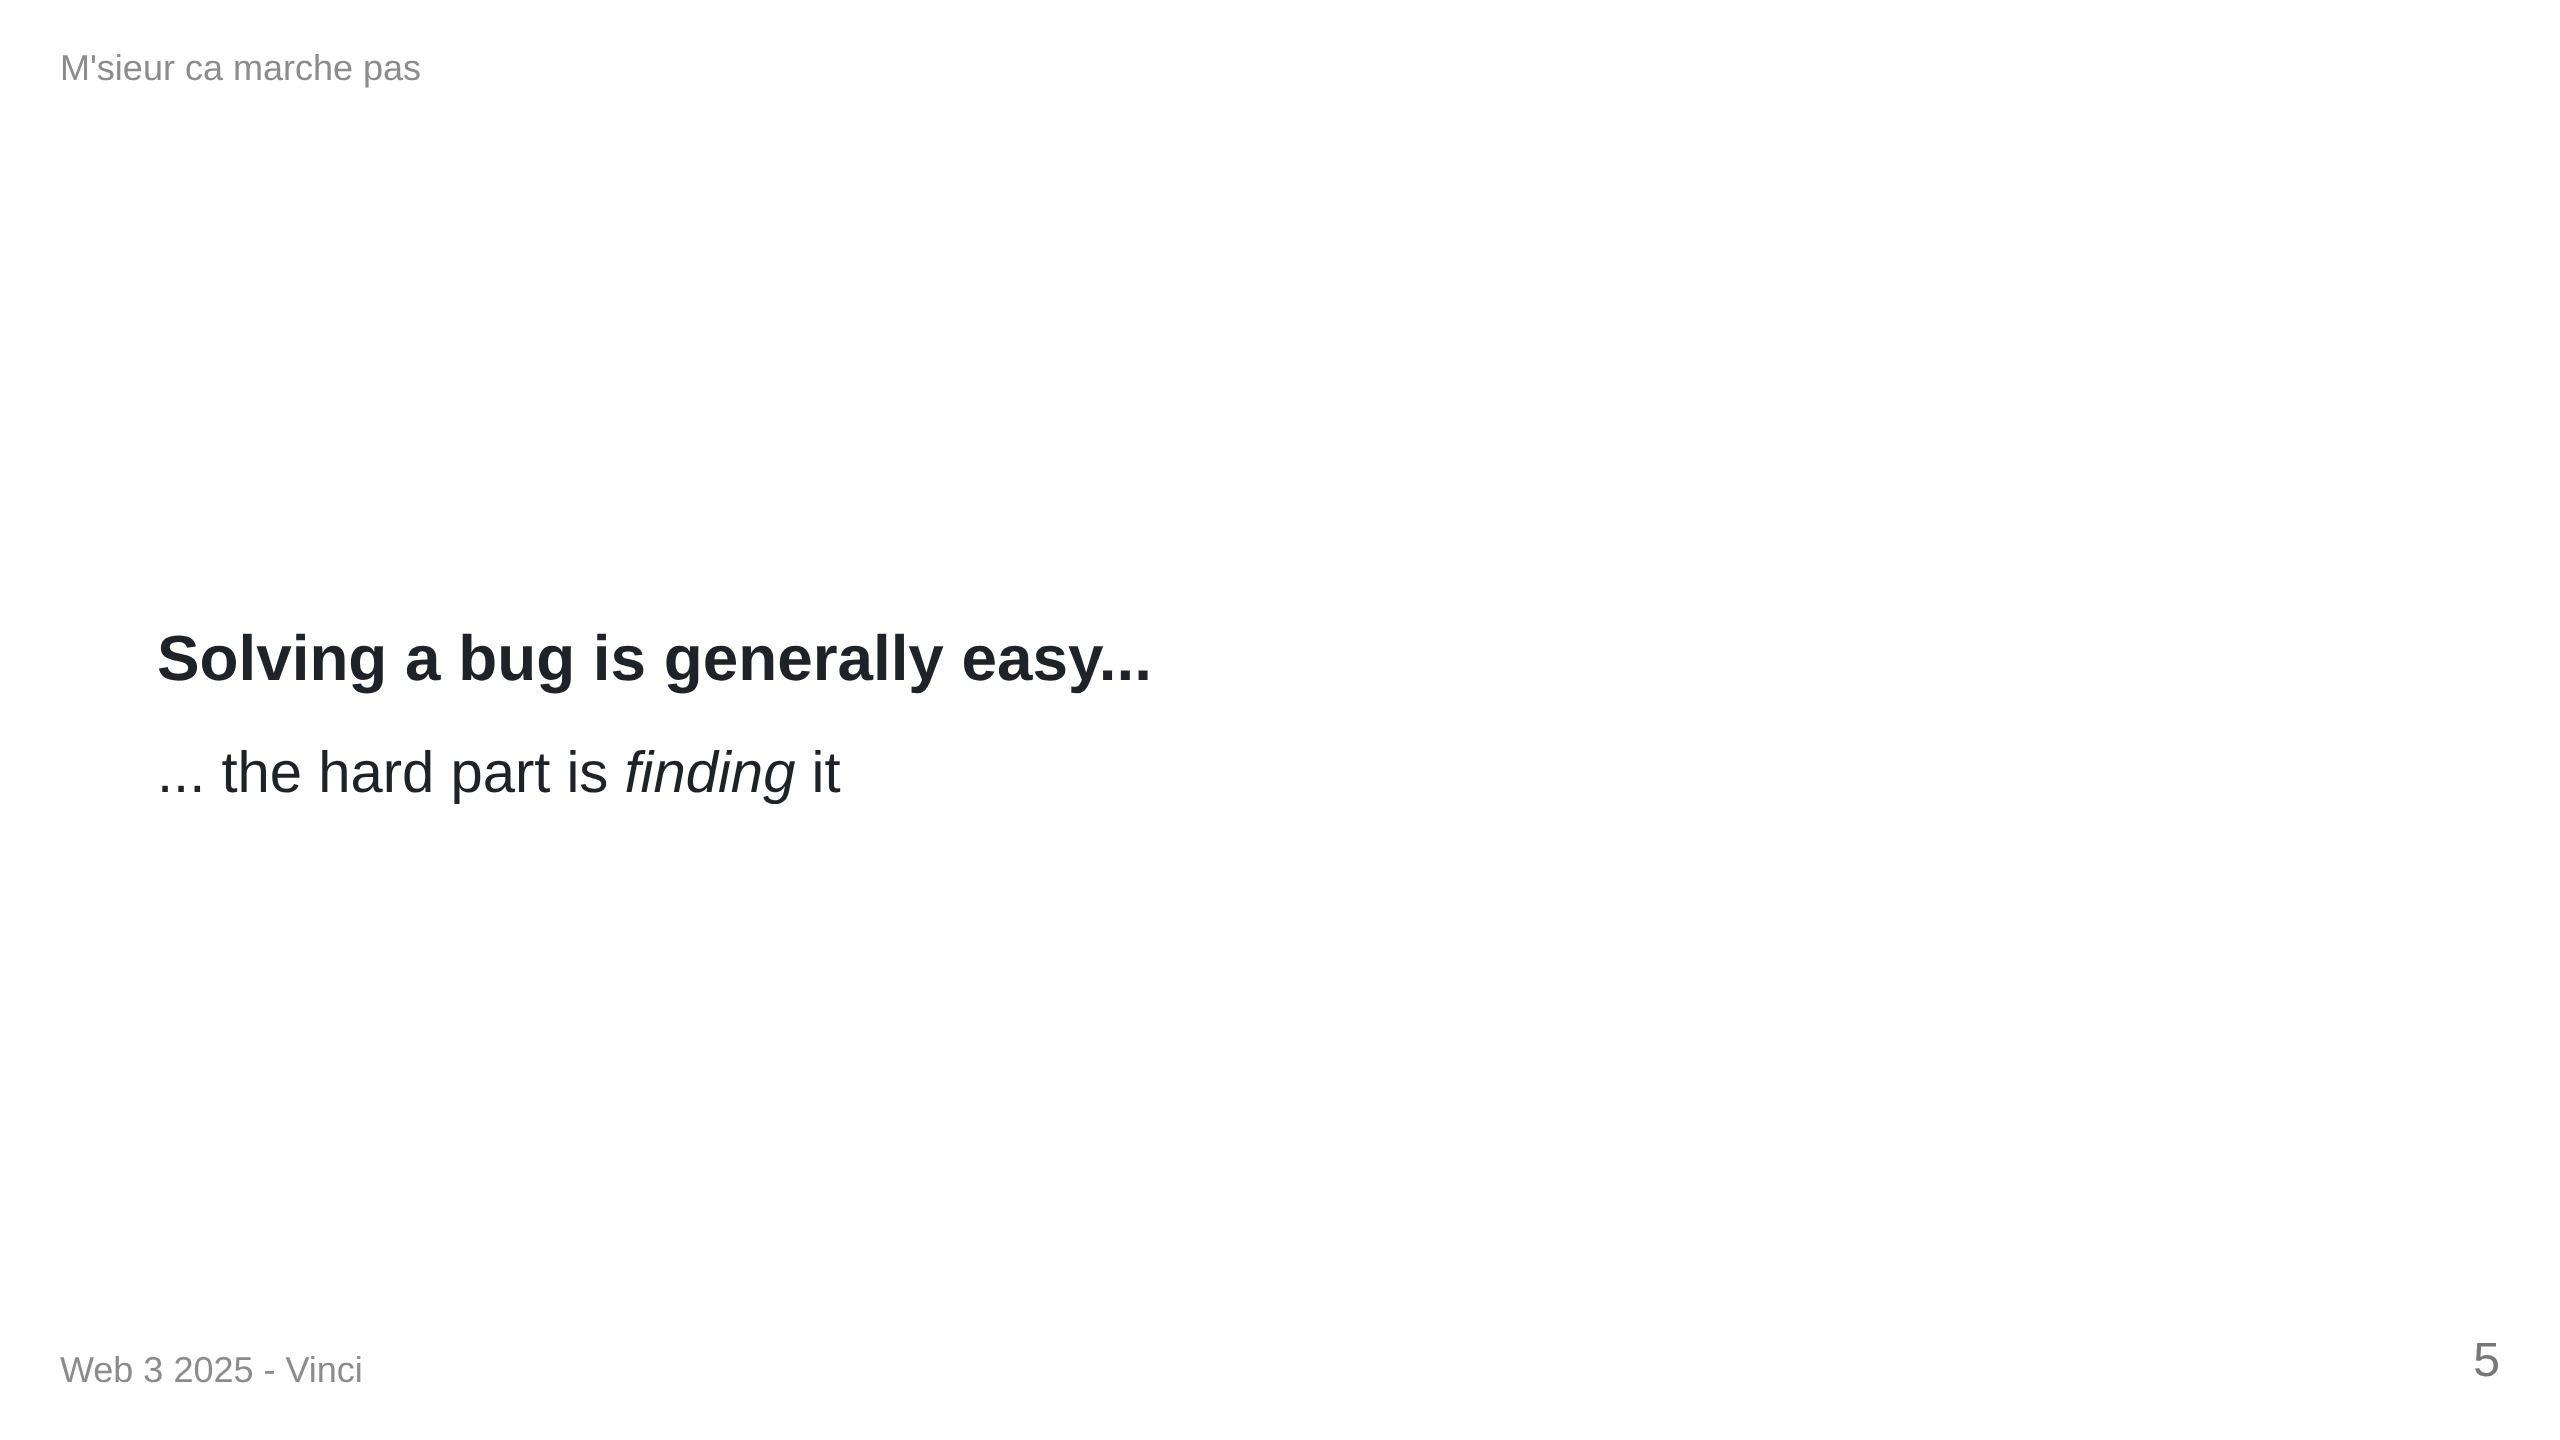 M'sieur ca marche pas
Solving a bug is generally easy...
... the hard part is finding it
Web 3 2025 - Vinci
5